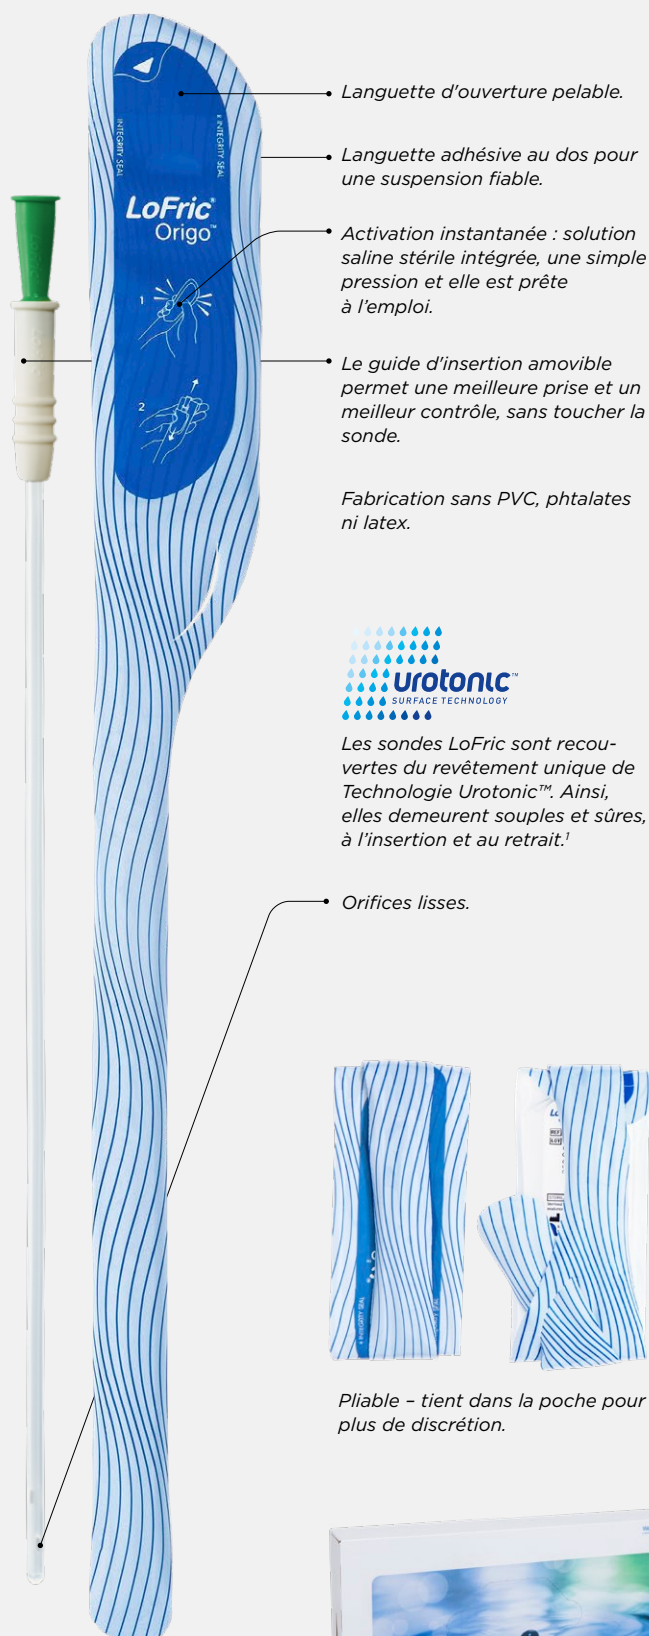 Languette d'ouverture pelable.
Languette adhésive au dos pour
une suspension fiable.
INTEGRITY SEAL
x INTEGRITY SEAL
LoFric®
Origo™
Activation instantanée : solution
saline stérile intégrée, une simple
pression et elle est prête
à l’emploi.
1
Le guide d'insertion amovible
permet une meilleure prise et un
meilleur contrôle, sans toucher la
sonde.
2
Fabrication sans PVC, phtalates
ni latex.
urotonic™
SURFACE TECHNOLOGY
Les sondes LoFric sont recou-
vertes du revêtement unique de
Technologie Urotonic™. Ainsi,
elles demeurent souples et sûres,
à l’insertion et au retrait.¹
Orifices lisses.
REF
LOT
x INTEGRITY SEAL
Pliable – tient dans la poche pour
plus de discrétion.